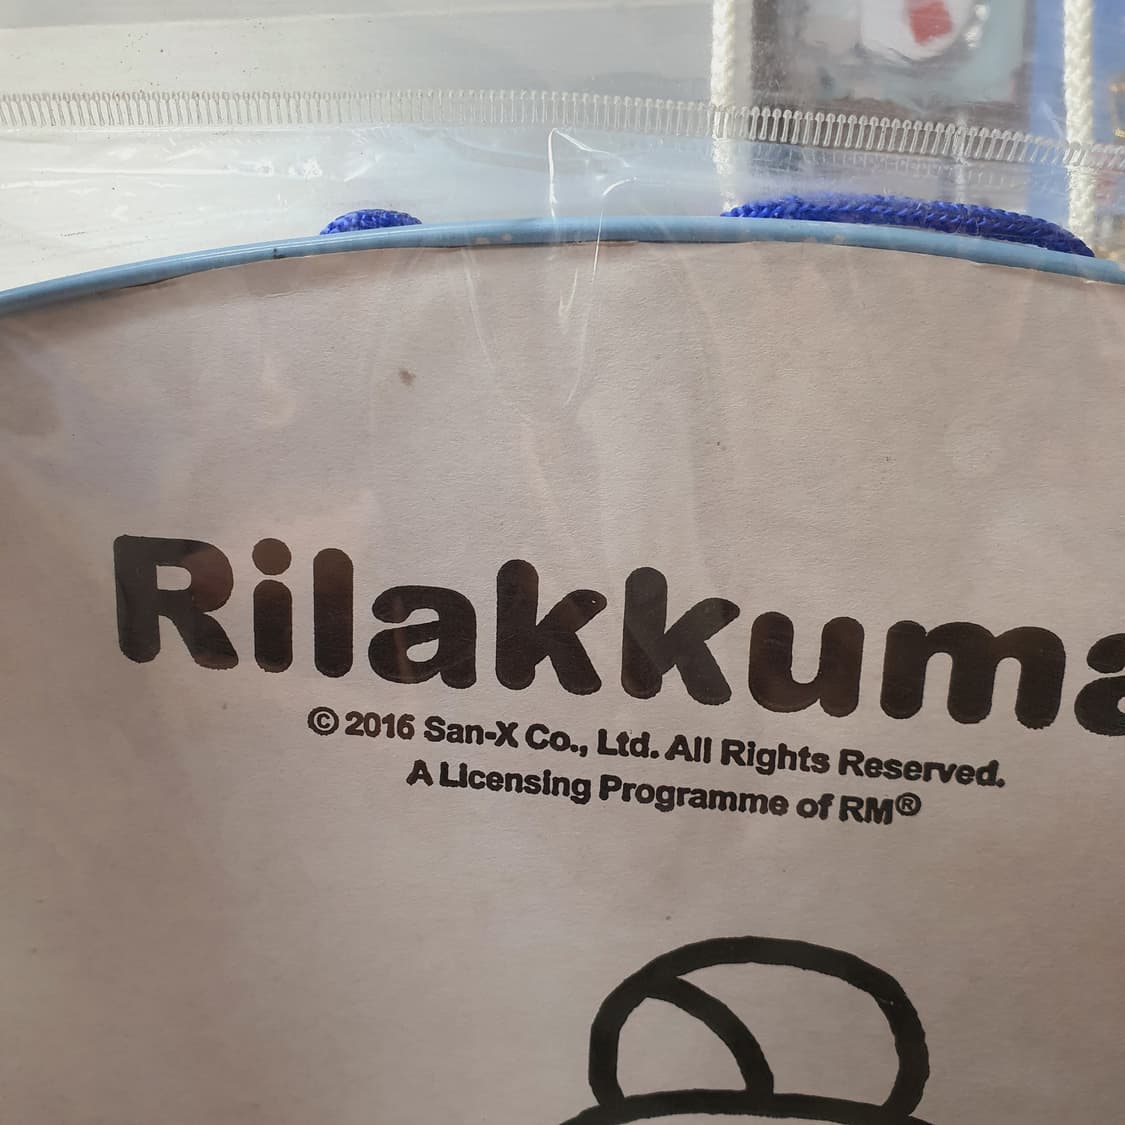 Rilakkuma
© 2016 San-X Co., Ltd. All Rights Reserved.
A Licensing Programme of RM®